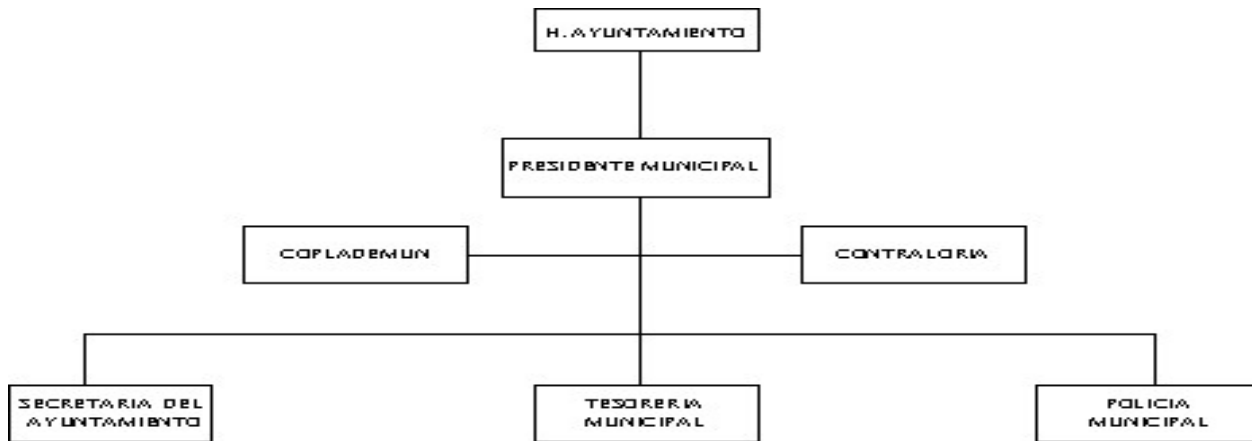 H. AYUNTAMIENTO
PRESIDENTE MUNICIPAL
COPLADEMUN
CONTRALORIA
SECRETARIA DEL
AYUNTAMIENTO
TESORERIA
MUNICIPAL
POLICIA
MUNICIPAL